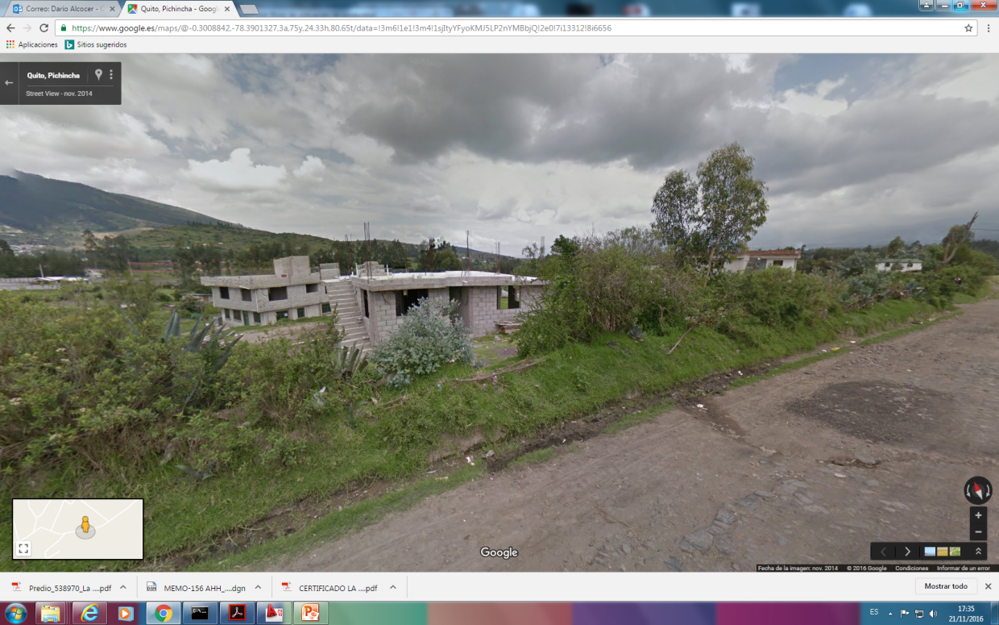 Correo: Dario Alcocer - O
Quito, Pichincha - Googl
https://www.google.es/maps/@-0.3008842,-78.3901327,3a,75y,24.33h,80.65t/data=!3m6!1e1!3m4!1sjItyYFyoKMJ5LP2nYMBbjQ!2e0!7i13312!8i6656
Aplicaciones
Sitios sugeridos
Quito, Pichincha
Street View - nov. 2014
Google
Fecha de la imagen: nov. 2014 © 2016 Google Condiciones Informar de un error
Predio_538970_La ....pdf
MEMO-156 AHH_....dgn
CERTIFICADO LA ....pdf
Mostrar todo
ES
17:35
21/11/2016